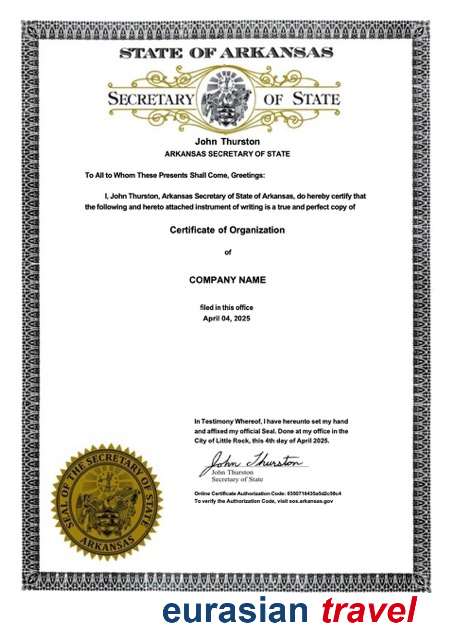 STATE OF ARKANSAS
SECRETARY OF STATE
John Thurston
ARKANSAS SECRETARY OF STATE
To All to Whom These Presents Shall Come, Greetings:
I, John Thurston, Arkansas Secretary of State of Arkansas, do hereby certify that
the following and hereto attached instrument of writing is a true and perfect copy of
Certificate of Organization
of
COMPANY NAME
filed in this office
April 04, 2025
In Testimony Whereof, I have hereunto set my hand
and affixed my official Seal. Done at my office in the
City of Little Rock, this 4th day of April 2025.
John Thurston
John Thurston
Secretary of State
Online Certificate Authorization Code:
To verify the Authorization Code, visit sos.arkansas.gov
SEAL OF THE SECRETARY OF STATE
ARKANSAS
eurasian travel